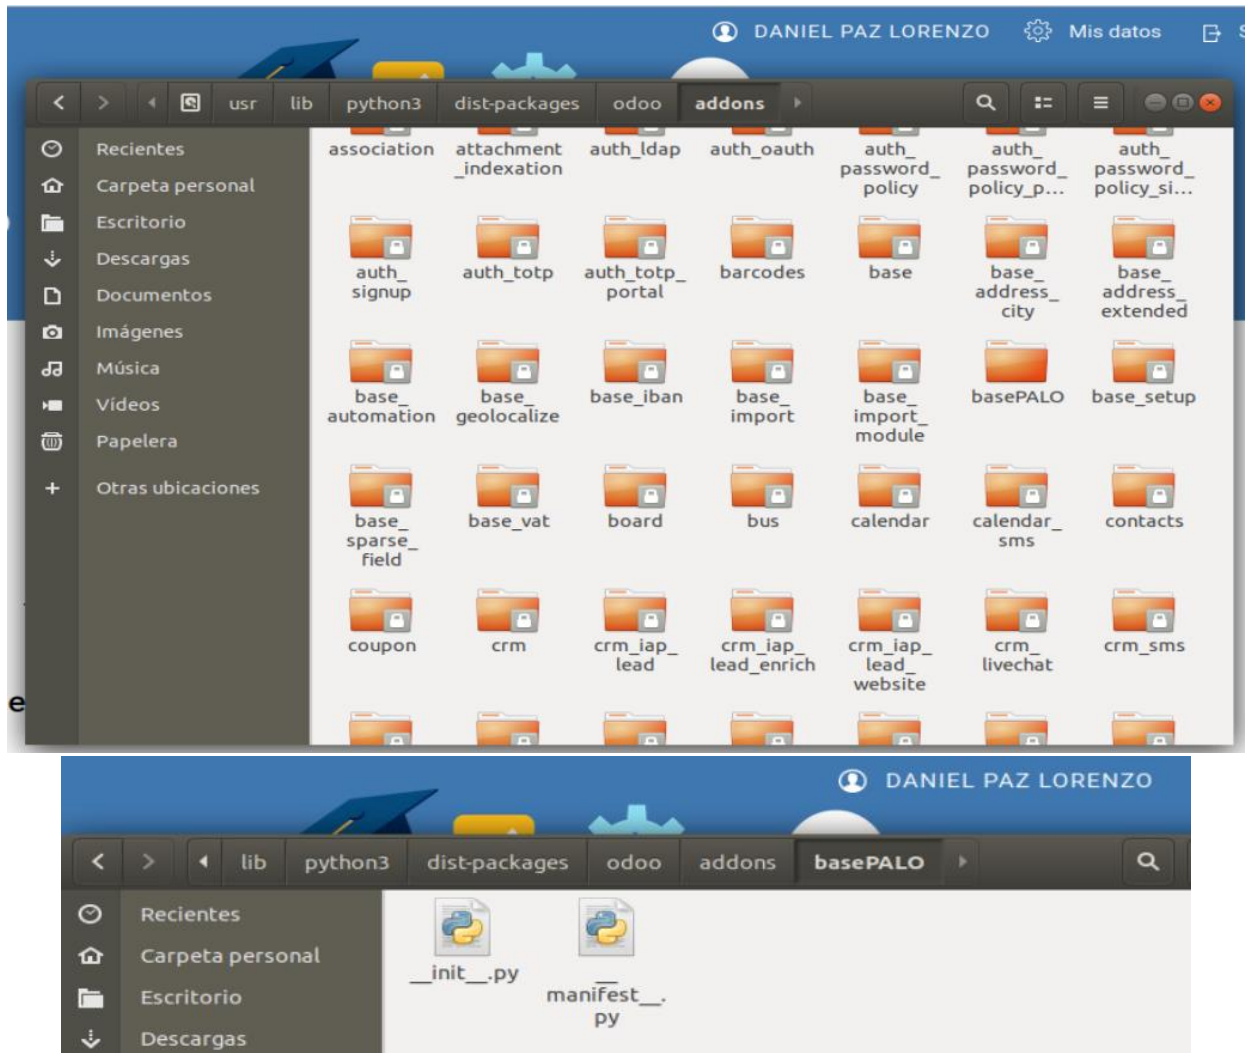 DANIEL PAZ LORENZO Mis datos
usr lib python3 dist-packages odoo addons
Recientes
Carpeta personal
Escritorio
Descargas
Documentos
Imágenes
Música
Vídeos
Papelera
Otras ubicaciones
association attachment auth_ldap auth_oauth auth_ auth_ auth_
_indexation password_ password_ password_
policy policy_p... policy_si...
auth_ auth_totp auth_totp_ barcodes base base_ base_
signup portal address_ address_
city extended
base_ base_ base_iban base_ base_ basePALO base_setup
automation geolocalize import import_
module
base_ base_vat board bus calendar calendar_ contacts
sparse_ sms
field
coupon crm crm_iap_ crm_iap_ crm_iap_ crm_ crm_sms
lead lead_enrich lead_ livechat
website
e
DANIEL PAZ LORENZO
lib python3 dist-packages odoo addons basePALO
Recientes
Carpeta personal
Escritorio
Descargas
__init__.py __
manifest__.
py